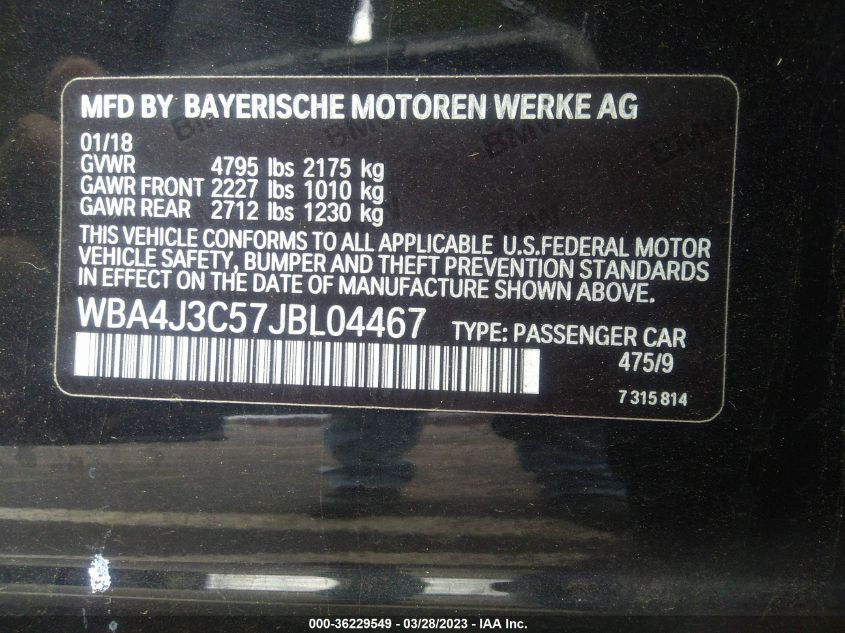 MFD BY BAYERISCHE MOTOREN WERKE AG
01/18
GVWR 4795 lbs 2175 kg
GAWR FRONT 2227 lbs 1010 kg
GAWR REAR 2712 lbs 1230 kg
THIS VEHICLE CONFORMS TO ALL APPLICABLE U.S.FEDERAL MOTOR
VEHICLE SAFETY, BUMPER AND THEFT PREVENTION STANDARDS
IN EFFECT ON THE DATE OF MANUFACTURE SHOWN ABOVE.
WBA4J3C57JBL04467 TYPE: PASSENGER CAR
475/9
7 315 814
000-36229549 - 03/28/2023 - IAA Inc.